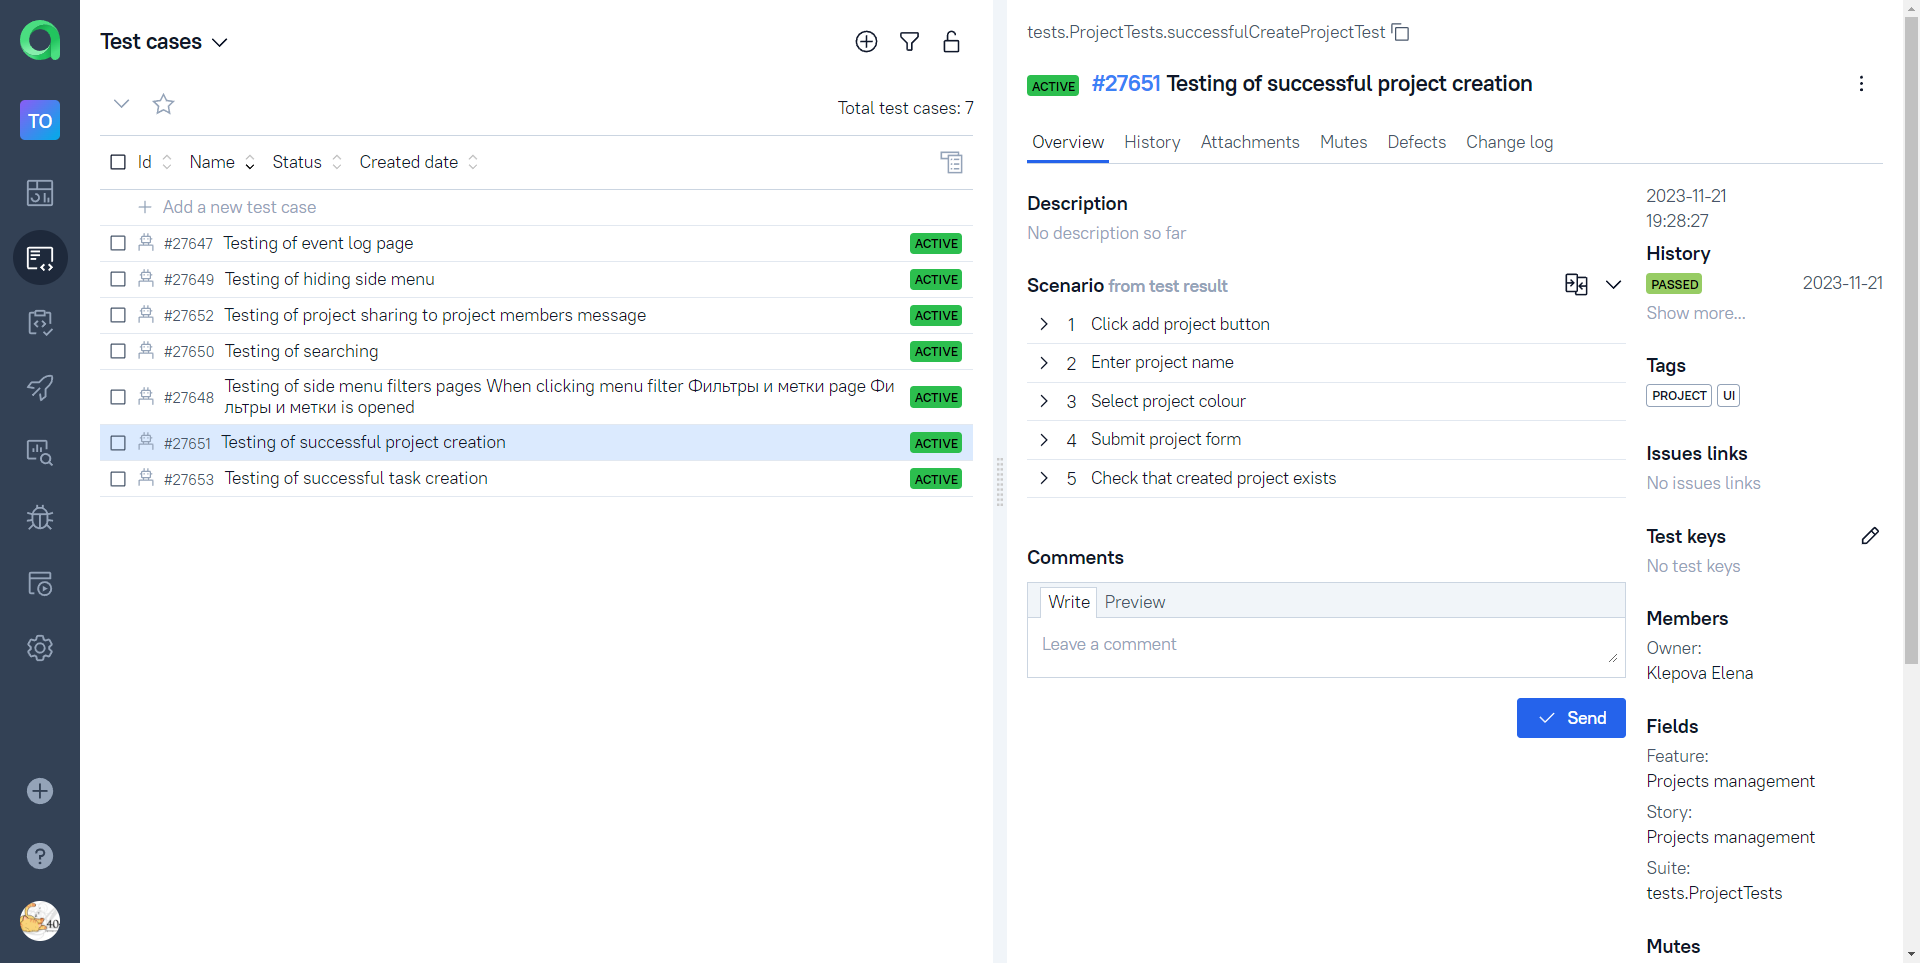 TO
Test cases
Total test cases: 7
Id Name Status Created date
Add a new test case
#27647 Testing of event log page ACTIVE
#27649 Testing of hiding side menu ACTIVE
#27652 Testing of project sharing to project members message ACTIVE
#27650 Testing of searching ACTIVE
#27648 Testing of side menu filters pages When clicking menu filter Фильтры и метки page Фи
льтры и метки is opened ACTIVE
#27651 Testing of successful project creation ACTIVE
#27653 Testing of successful task creation ACTIVE
40
tests.ProjectTests.successfulCreateProjectTest
ACTIVE #27651 Testing of successful project creation
Overview History Attachments Mutes Defects Change log
Description
No description so far
Scenario from test result
1 Click add project button
2 Enter project name
3 Select project colour
4 Submit project form
5 Check that created project exists
Comments
Write Preview
Leave a comment
Send
2023-11-21
19:28:27
History
PASSED 2023-11-21
Show more...
Tags
PROJECT UI
Issues links
No issues links
Test keys
No test keys
Members
Owner:
Klepova Elena
Fields
Feature:
Projects management
Story:
Projects management
Suite:
tests.ProjectTests
Mutes